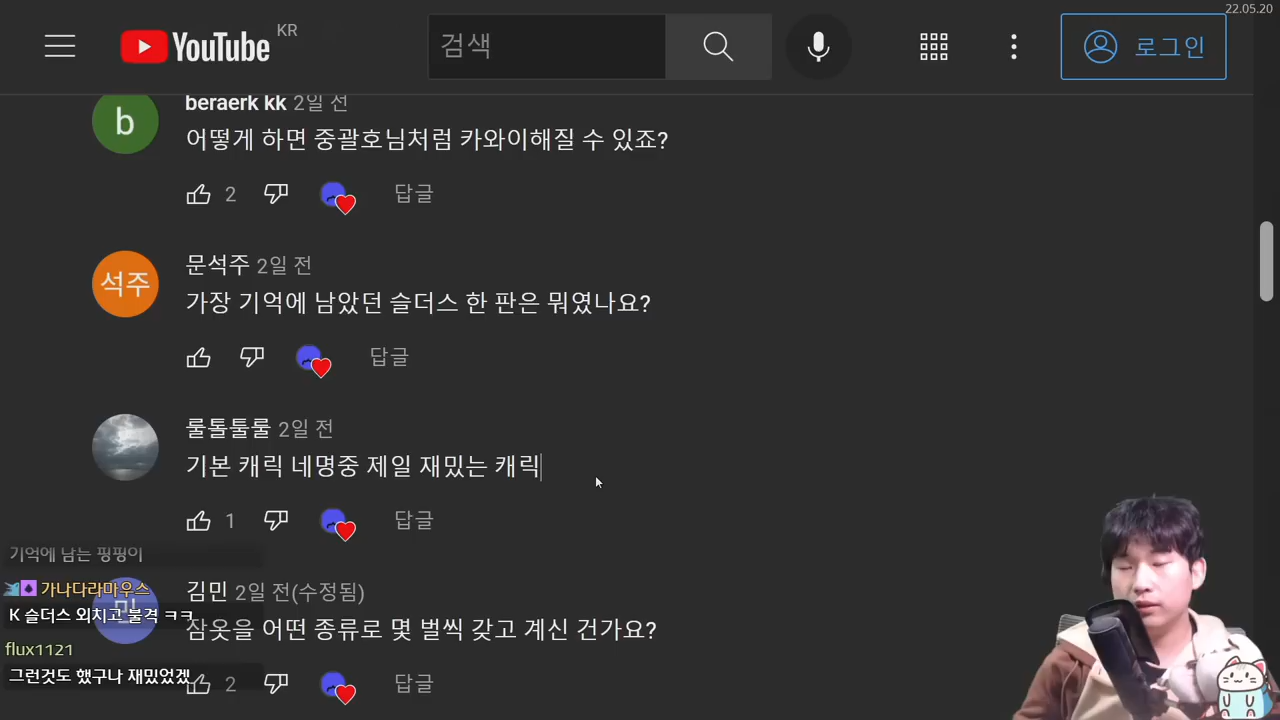 22.05.20
YouTube KR
검색
로그인
b
beraerk kk 2일 전
어떻게 하면 중괄호님처럼 카와이해질 수 있죠?
2 답글
석주
문석주 2일 전
가장 기억에 남았던 슬더스 한 판은 뭐였나요?
답글
룰톨툴룰 2일 전
기본 캐릭 네명중 제일 재밌는 캐릭
1 답글
기억에 남는 핑핑이
가나다라마우스
K 슬더스 외치고 불격 ㅋㅋ
민
김민 2일 전(수정됨)
잠옷을 어떤 종류로 몇 벌씩 갖고 계신 건가요?
flux1121
그런것도 했구나 재밌었겠
2 답글